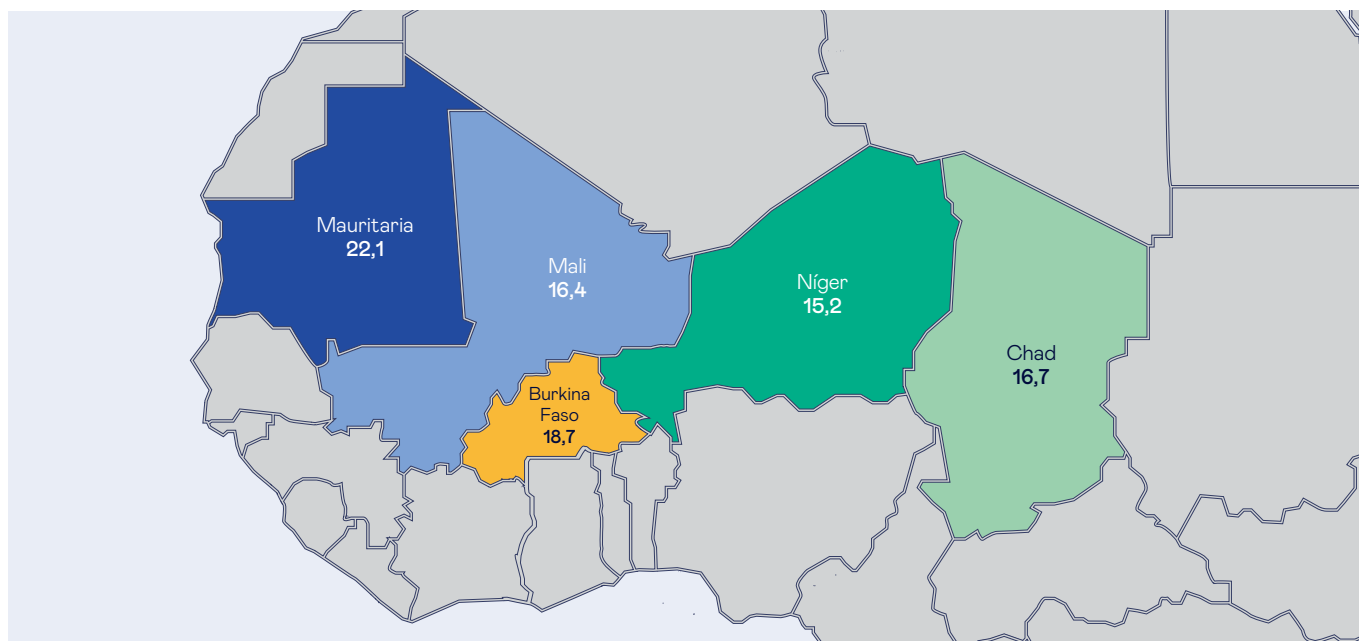 Mauritaria
22,1
Mali
16,4
Níger
15,2
Chad
16,7
Burkina
Faso
18,7